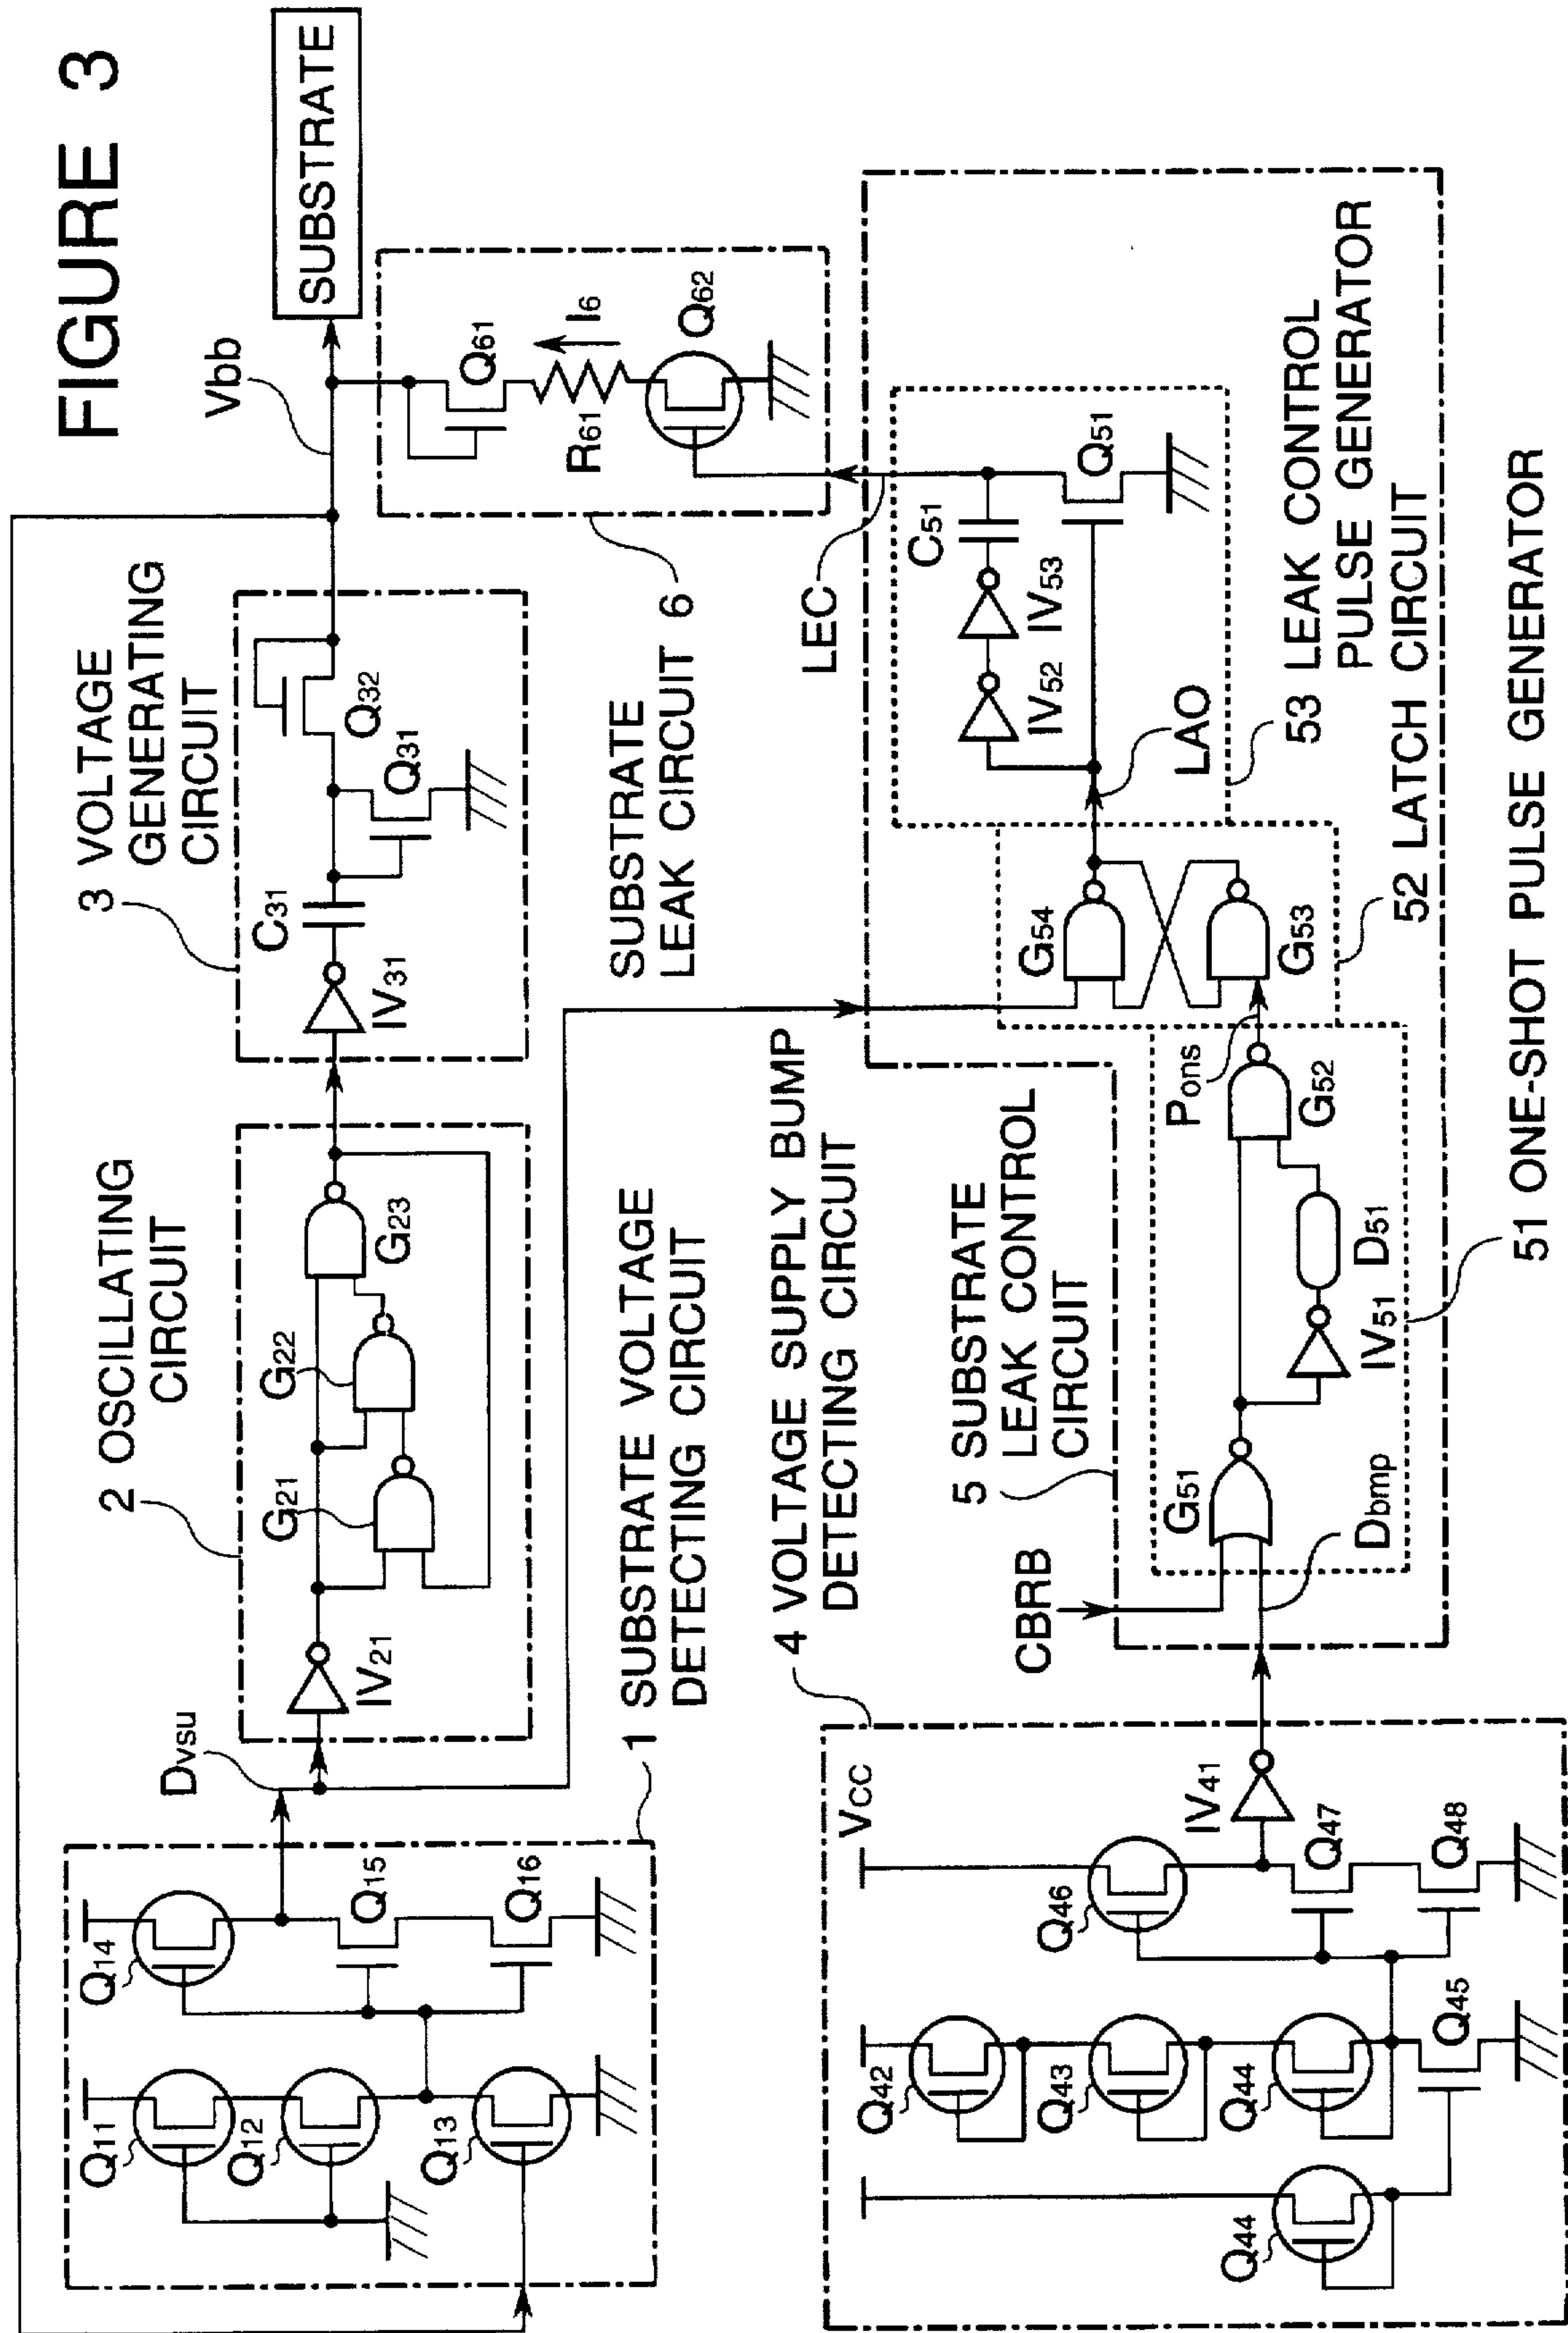 FIGURE 3
SUBSTRATE
Vbb
3 VOLTAGE
GENERATING
CIRCUIT
C31
IV31
Q32
Q31
2 OSCILLATING
CIRCUIT
G21
G22
G23
IV21
Dvsu
Q14
Q15
Q16
Q11
Q12
Q13
1 SUBSTRATE VOLTAGE
DETECTING CIRCUIT
SUBSTRATE
LEAK CIRCUIT 6
Q61
I6
R61
Q62
LEC
C51
IV53
IV52
Q51
LAO
53 LEAK CONTROL
PULSE GENERATOR
G54
G53
52 LATCH CIRCUIT
Pons
G52
D51
IV51
G51
Dbmp
CBRB
5 SUBSTRATE
LEAK CONTROL
CIRCUIT
51 ONE-SHOT PULSE GENERATOR
4 VOLTAGE SUPPLY BUMP
DETECTING CIRCUIT
VCC
IV41
Q46
Q47
Q48
Q42
Q43
Q44
Q45
Q44